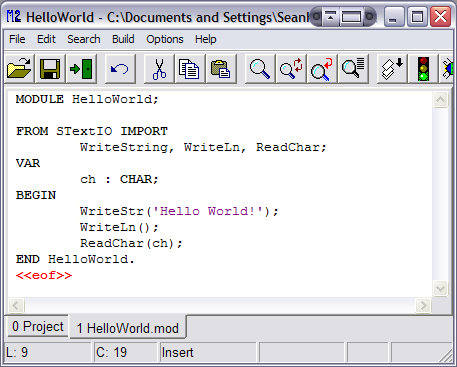 M2 HelloWorld - C:\Documents and Settings\Sean
File Edit Search Build Options Help
MODULE HelloWorld;
FROM STextIO IMPORT
WriteString, WriteLn, ReadChar;
VAR
ch : CHAR;
BEGIN
WriteStr('Hello World!');
WriteLn();
ReadChar(ch);
END HelloWorld.
<<eof>>
0 Project 1 HelloWorld.mod
L: 9 C: 19 Insert